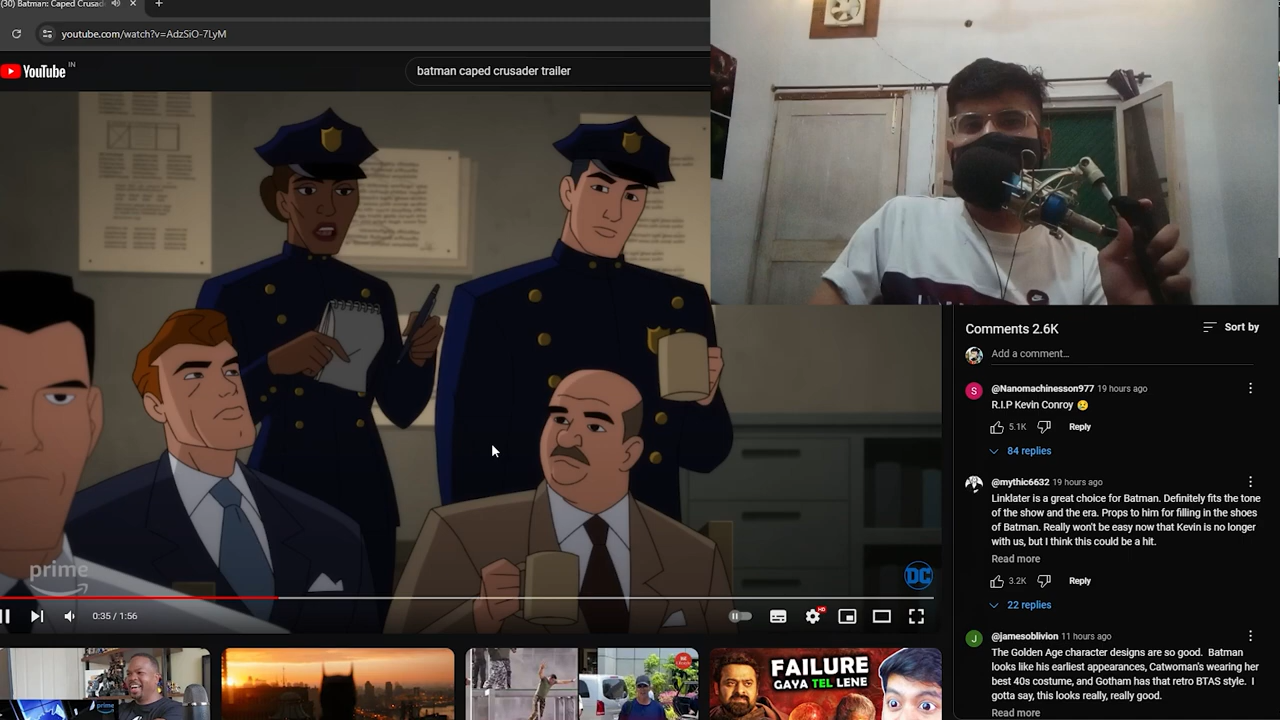 (30) Batman: Caped Crusad
youtube.com/watch?v=AdzSiO-7LyM
YouTube IN
batman caped crusader trailer
prime
DC
0:35 / 1:56
HD
Comments 2.6K
Sort by
Add a comment...
@Nanomachinesson977 19 hours ago
R.I.P Kevin Conroy 😢
5.1K
Reply
84 replies
@mythic6632 19 hours ago
Linklater is a great choice for Batman. Definitely fits the tone
of the show and the era. Props to him for filling in the shoes
of Batman. Really won't be easy now that Kevin is no longer
with us, but I think this could be a hit.
Read more
3.2K
Reply
22 replies
J
@jamesoblivion 11 hours ago
The Golden Age character designs are so good. Batman
looks like his earliest appearances, Catwoman's wearing her
best 40s costume, and Gotham has that retro BTAS style. I
gotta say, this looks really, really good.
Read more
prime
FAILURE
GAYA TEL LENE